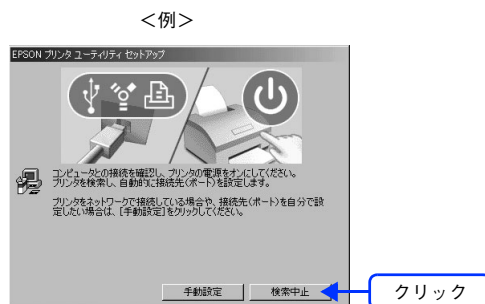 ＜例＞
EPSON プリンタ ユーティリティ セットアップ
コンピュータとの接続を確認し、プリンタの電源をオンにしてください。
プリンタを検索し、自動的に接続先(ポート)を設定します。
プリンタをネットワークで接続している場合や、接続先(ポート)を自分で設
定したい場合は、[手動設定]をクリックしてください。
手動設定
検索中止
クリック